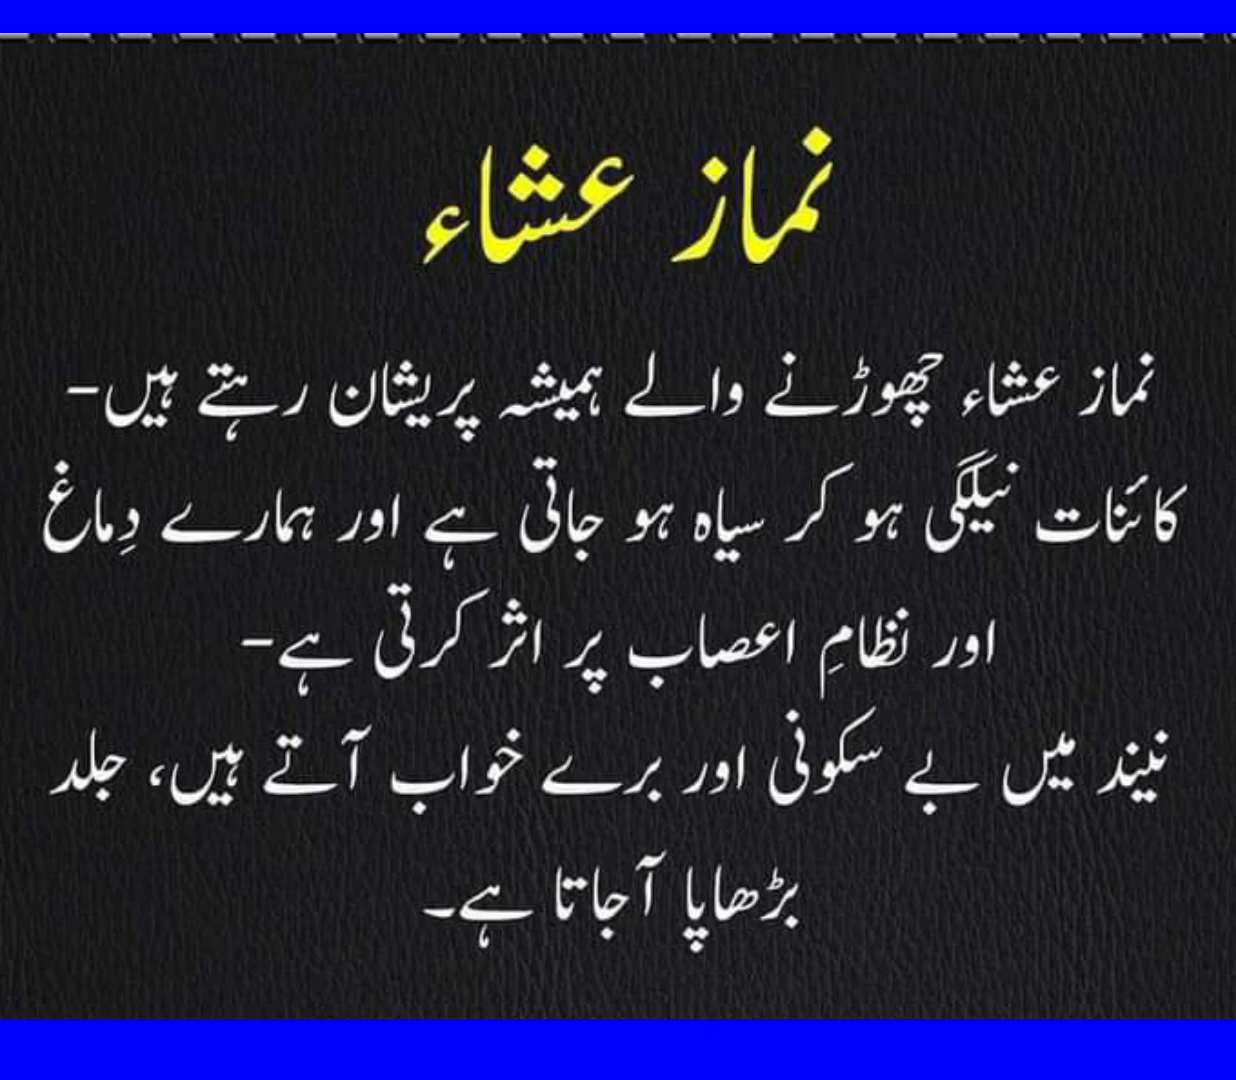 نماز عشاء
نماز عشاء چھوڑنے والے ہمیشہ پریشان رہتے ہیں-
کائنات نیلگی ہو کر سیاہ ہو جاتی ہے اور ہمارے دِماغ
اور نظامِ اعصاب پر اثر کرتی ہے-
نیند میں بے سکونی اور برے خواب آتے ہیں، جلد
بڑھاپا آجاتا ہے۔